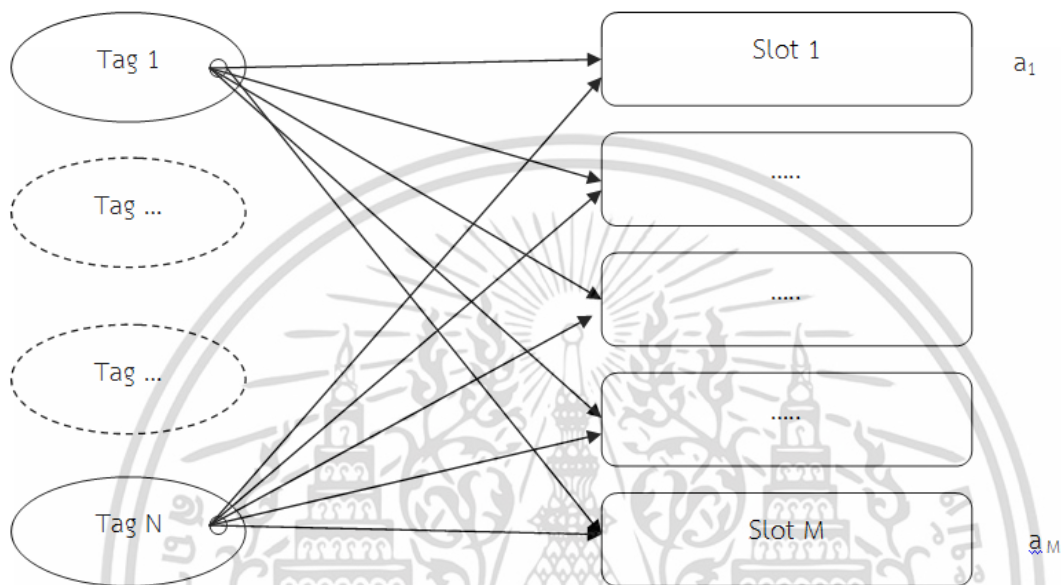 Tag 1
Slot 1
a1
.....
Tag ...
.....
Tag ...
.....
Tag N
Slot M
aM